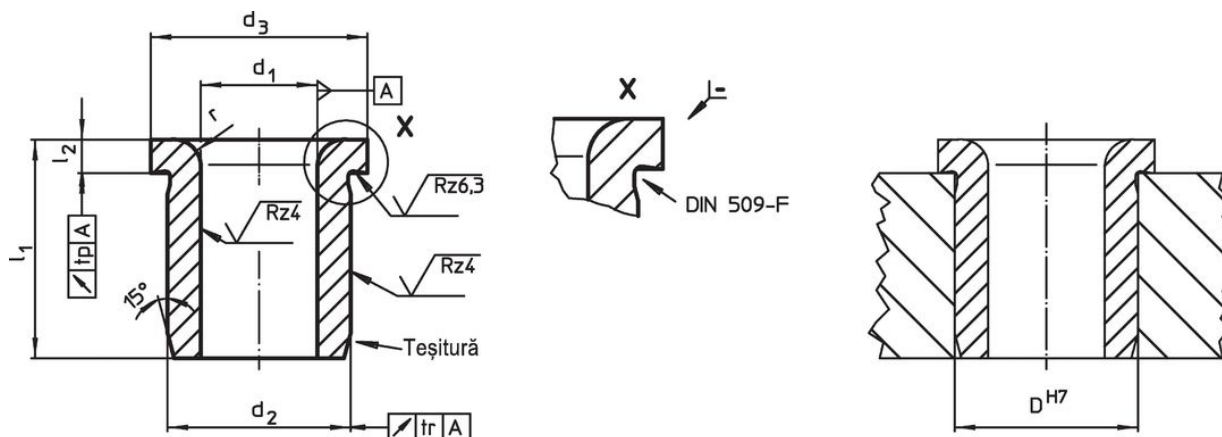 d3
d1
A
X
r
l2
Rz6,3
Rz4
tp A
l1
Rz4
15°
Teșitură
d2
tr A
X
DIN 509-F
D H7